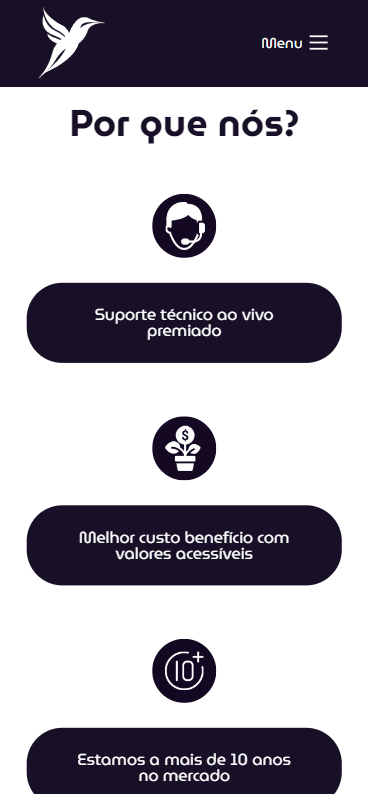 Menu
Por que nós?
Suporte técnico ao vivo
premiado
$
Melhor custo benefício com
valores acessíveis
10+
Estamos a mais de 10 anos
no mercado